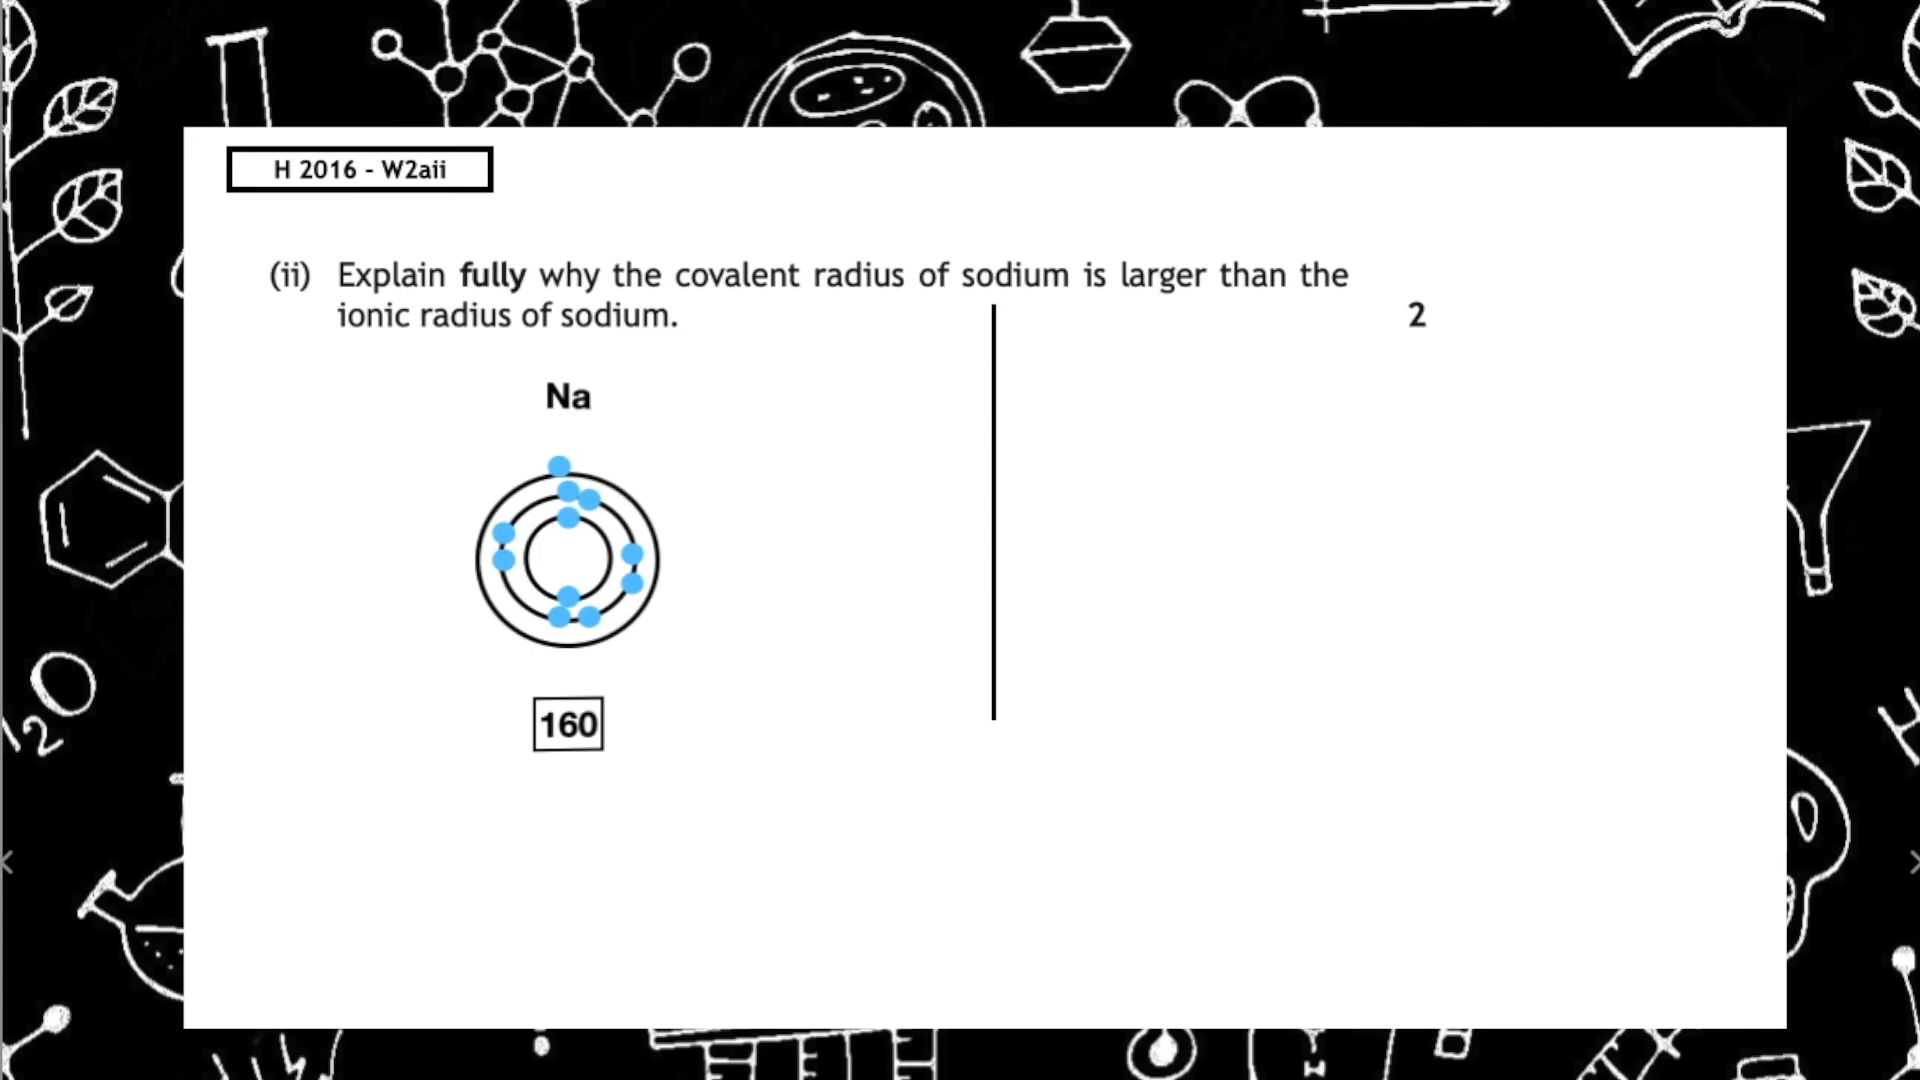 H 2016 - W2aii
(ii) Explain fully why the covalent radius of sodium is larger than the
ionic radius of sodium.
2
Na
160
2O
H